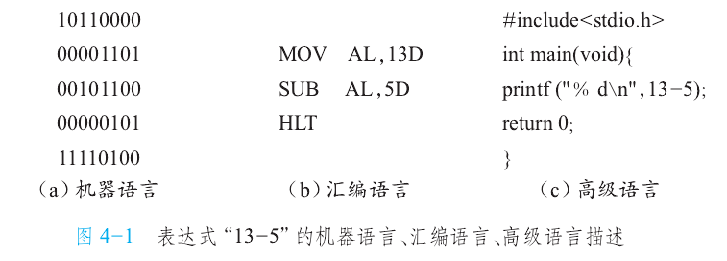 10110000 #include<stdio.h>
00001101 MOV AL,13D int main(void){
00101100 SUB AL,5D printf ("% d\n",13-5);
00000101 HLT return 0;
11110100 }
(a)机器语言 (b)汇编语言 (c)高级语言
图 4-1 表达式“13-5”的机器语言、汇编语言、高级语言描述